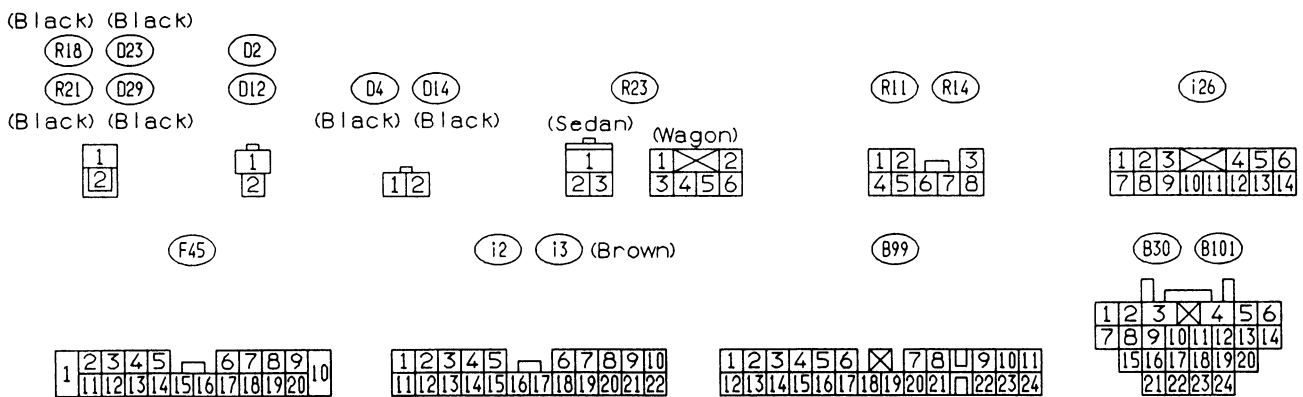 (Black) (Black)
R18 D23 D2
R21 D29 D12 D4 D14 R23 R11 R14 i26
(Black) (Black) (Black) (Black) (Sedan) (Wagon)
1 1 1 1 2 1 2 3 1 2 3 4 5 6
2 2 1 2 2 3 3 4 5 6 4 5 6 7 8 7 8 9 10 11 12 13 14
F45 i2 i3 (Brown) B99 B30 B101
1 2 3 4 5 6
7 8 9 10 11 12 13 14
1 2 3 4 5 6 7 8 9 10 1 2 3 4 5 6 7 8 9 10 1 2 3 4 5 6 7 8 9 10 11 15 16 17 18 19 20
11 12 13 14 15 16 17 18 19 20 11 12 13 14 15 16 17 18 19 20 21 22 12 13 14 15 16 17 18 19 20 21 22 23 24 21 22 23 24